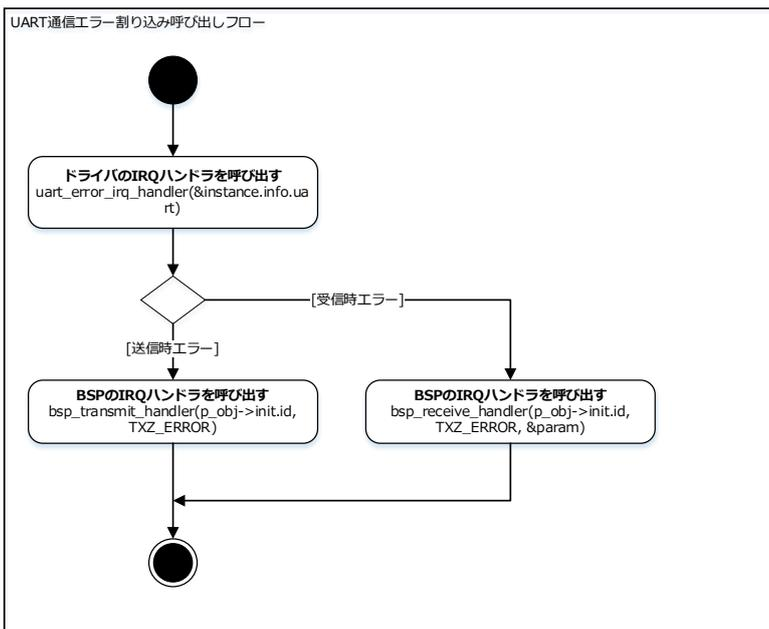 UART通信エラー割り込み呼び出しフロー
ドライバのIRQハンドラを呼び出す
uart_error_irq_handler(&instance.info.ua
rt)
[受信時エラー]
[送信時エラー]
BSPのIRQハンドラを呼び出す
bsp_transmit_handler(p_obj->init.id,
TXZ_ERROR)
BSPのIRQハンドラを呼び出す
bsp_receive_handler(p_obj->init.id,
TXZ_ERROR, &param)